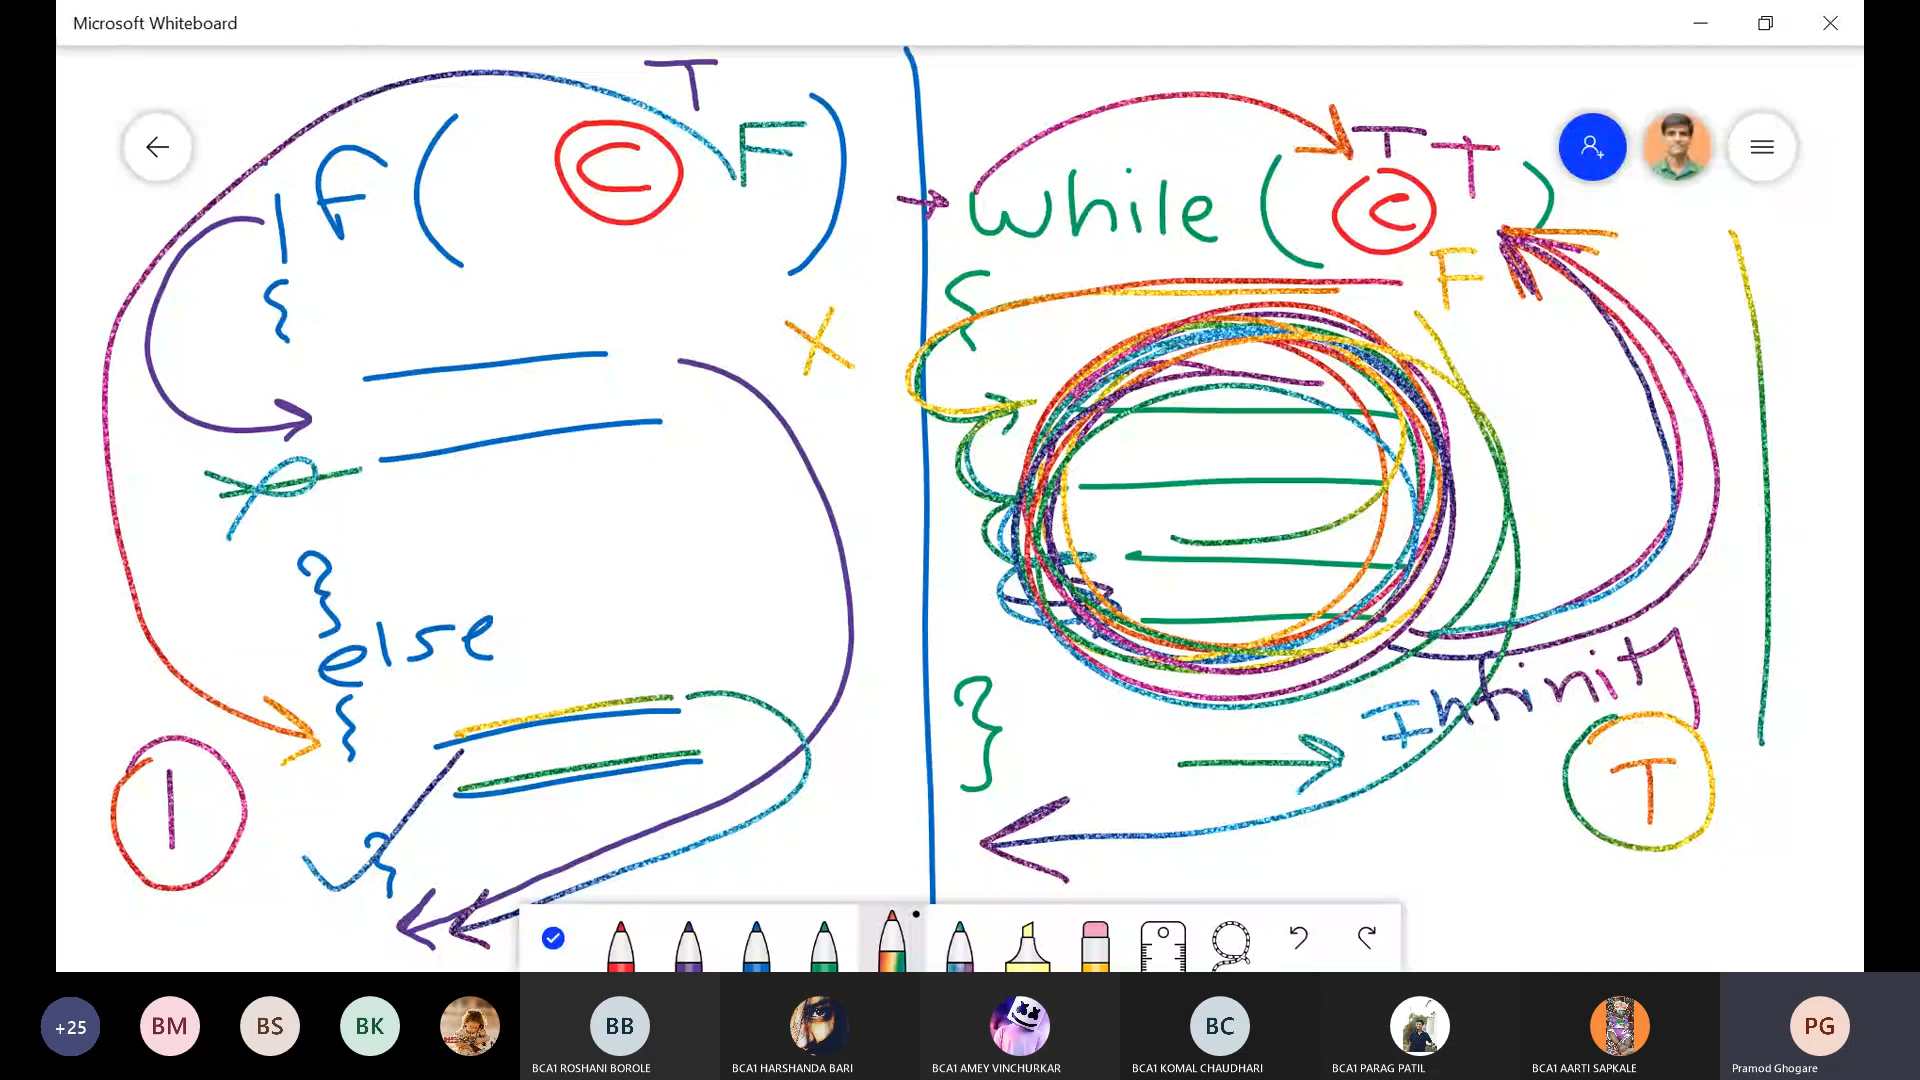 Microsoft Whiteboard
T
if ( C F )
{
X
}
else
{
}
1
while ( C T T )
F
{
}
Infinity
T
+25
BM
BS
BK
BB
BC
PG
BCA1 ROSHANI BOROLE
BCA1 HARSHANDA BARI
BCA1 AMEY VINCHURKAR
BCA1 KOMAL CHAUDHARI
BCA1 PARAG PATIL
BCA1 AARTI SAPKALE
Pramod Ghogare